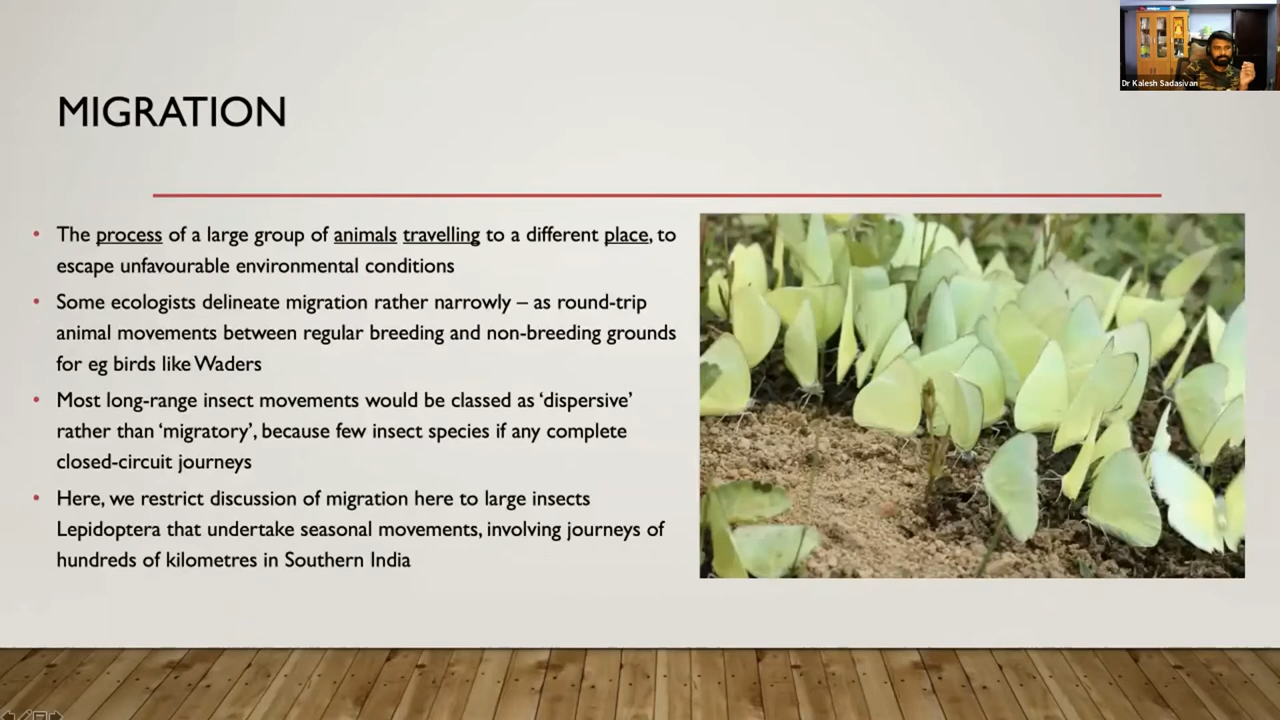 Dr Kalesh Sadasivan
MIGRATION
• The process of a large group of animals travelling to a different place, to
escape unfavourable environmental conditions
• Some ecologists delineate migration rather narrowly – as round-trip
animal movements between regular breeding and non-breeding grounds
for eg birds like Waders
• Most long-range insect movements would be classed as ‘dispersive’
rather than ‘migratory’, because few insect species if any complete
closed-circuit journeys
• Here, we restrict discussion of migration here to large insects
Lepidoptera that undertake seasonal movements, involving journeys of
hundreds of kilometres in Southern India